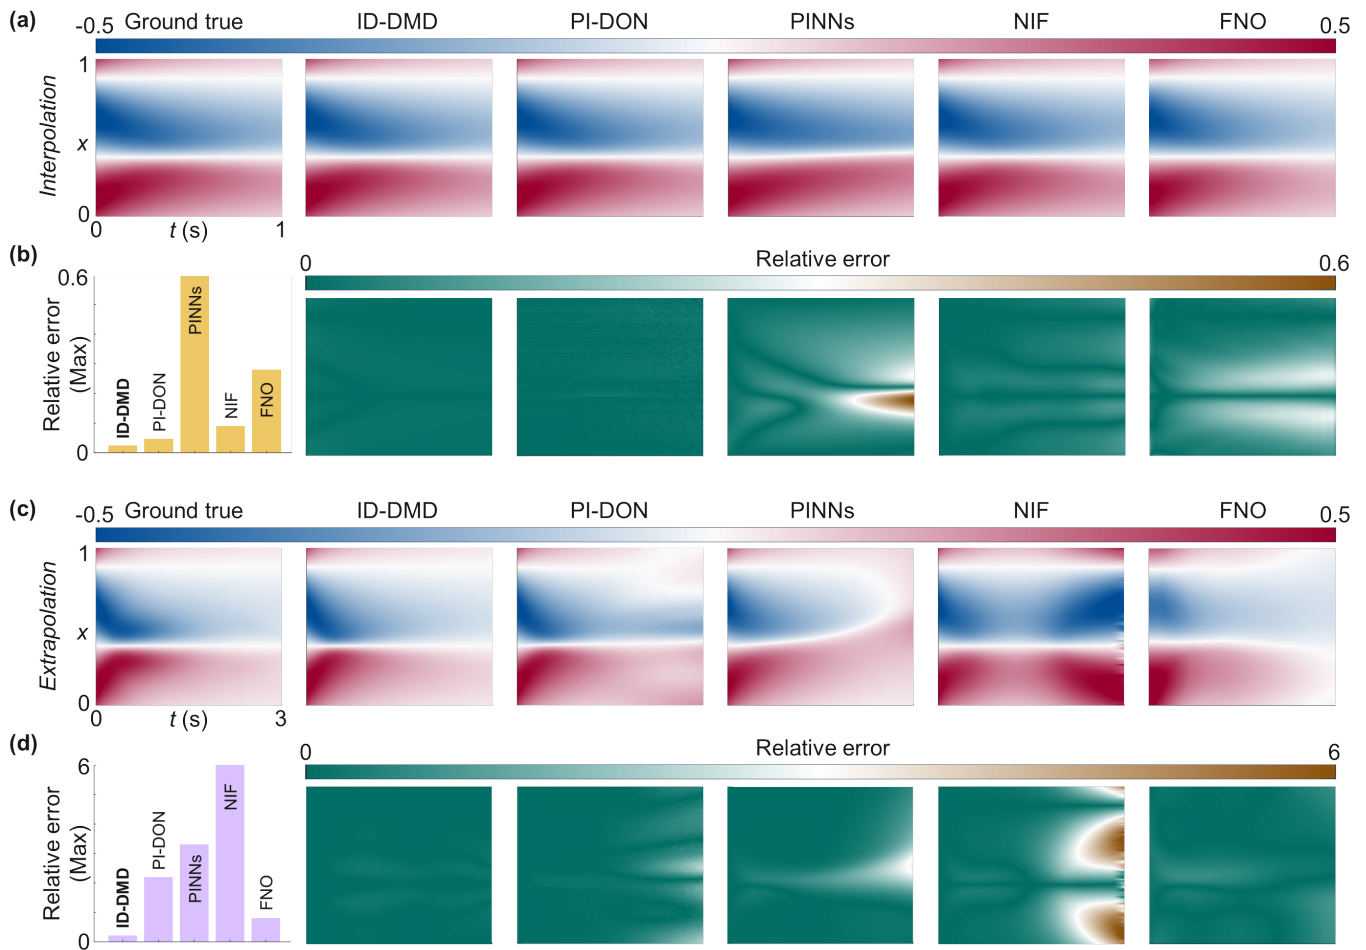 (a) Ground true ID-DMD PI-DON PINNs NIF FNO
-0.5 0.5
1
Interpolation
x
0
0 t (s) 1
(b) Relative error
0 0.6
0.6
Relative error
(Max)
0
ID-DMD
PI-DON
PINNs
NIF
FNO
(c) Ground true ID-DMD PI-DON PINNs NIF FNO
-0.5 0.5
1
Extrapolation
x
0
0 t (s) 3
(d) Relative error
0 6
6
Relative error
(Max)
0
ID-DMD
PI-DON
PINNs
NIF
FNO